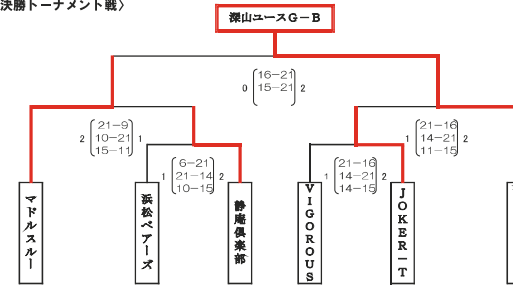 決勝トーナメント戦〉
深山ユースG－B
0 16－21 2
15－21
2 21－9 1
10－21
15－11
1 21－16 2
14－21
11－15
1 6－21 2
21－14
10－15
1 21－16 2
14－21
14－15
マドルスルー
浜松ベアーズ
静庵倶楽部
VIGOROUS
JOKER－T